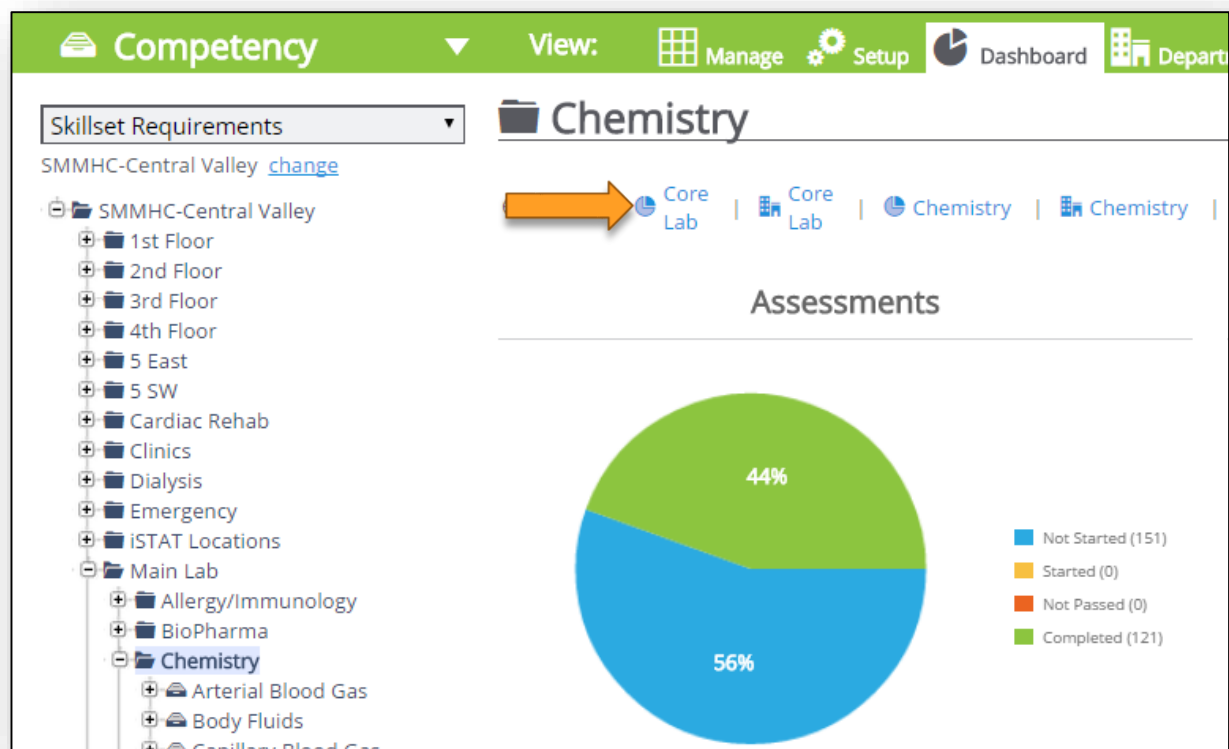 Competency
View:
Manage
Setup
Dashboard
Skillset Requirements
SMMHC-Central Valley change
SMMHC-Central Valley
1st Floor
2nd Floor
3rd Floor
4th Floor
5 East
5 SW
Cardiac Rehab
Clinics
Dialysis
Emergency
iSTAT Locations
Main Lab
Allergy/Immunology
BioPharma
Chemistry
Arterial Blood Gas
Body Fluids
Chemistry
Core
Lab
|
Core
Lab
|
Chemistry
|
Chemistry
|
Assessments
44%
56%
Not Started (151)
Started (0)
Not Passed (0)
Completed (121)